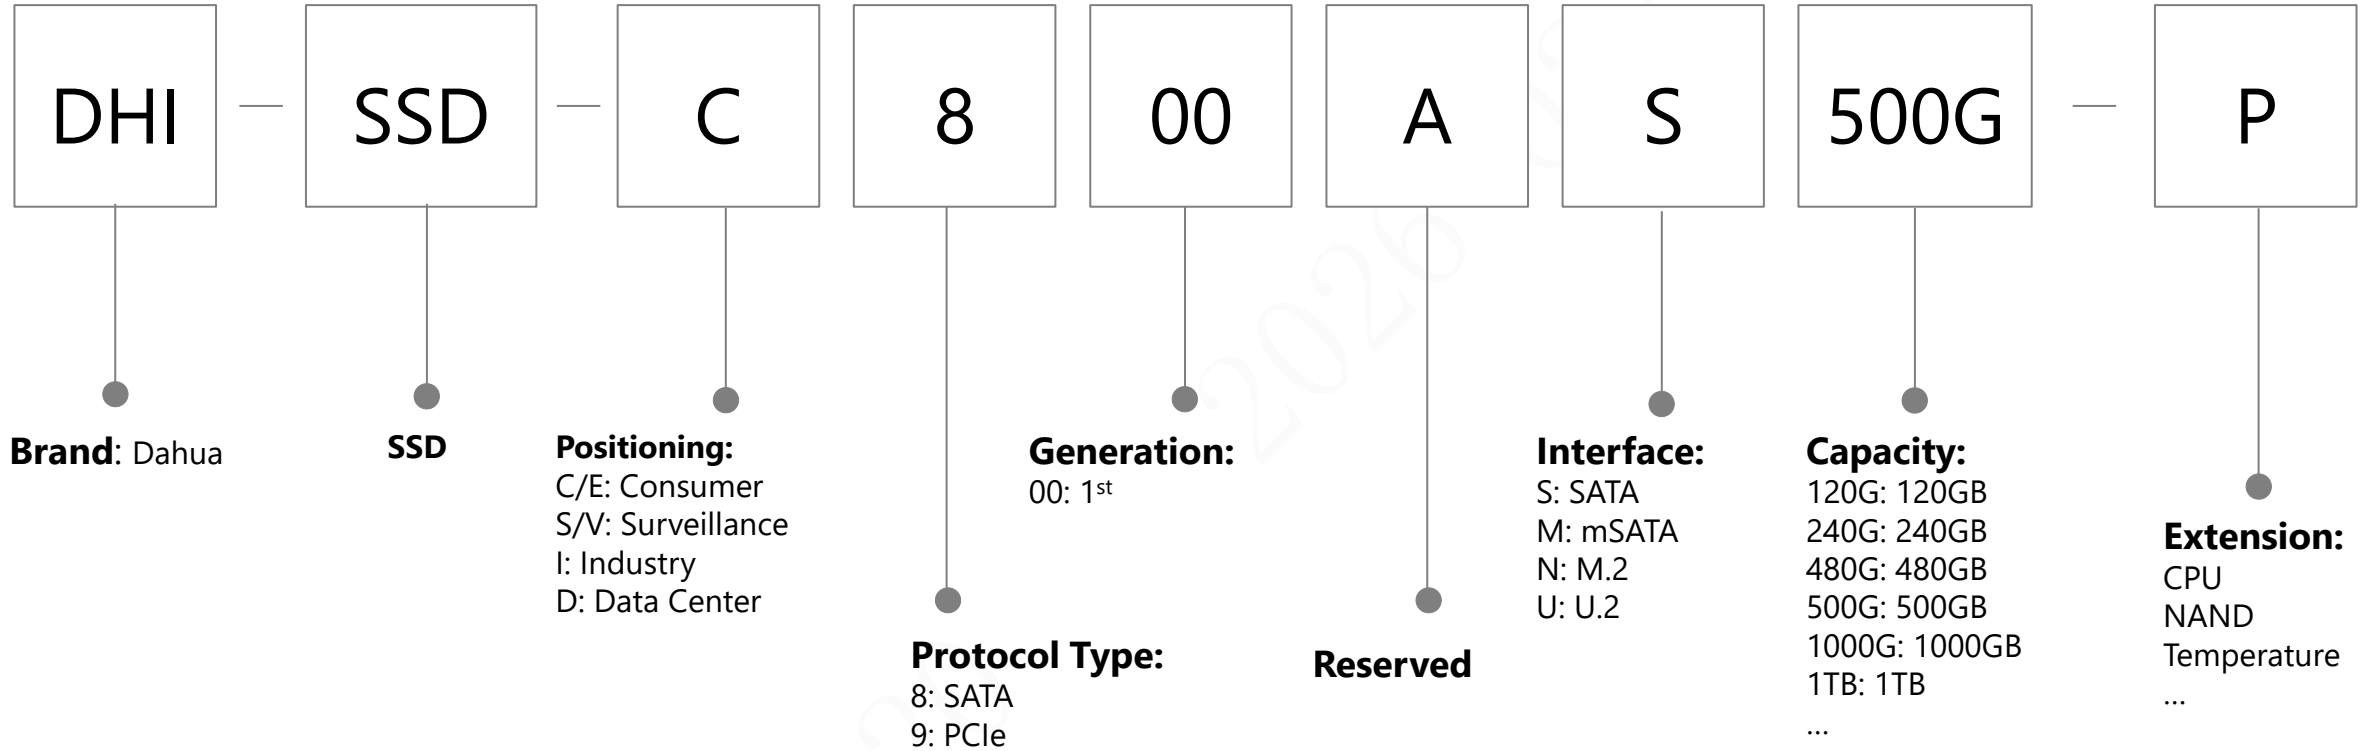 DHI — SSD — C 8 00 A S 500G — P
Brand: Dahua
SSD
Positioning:
C/E: Consumer
S/V: Surveillance
I: Industry
D: Data Center
Protocol Type:
8: SATA
9: PCIe
Generation:
00: 1st
Reserved
Interface:
S: SATA
M: mSATA
N: M.2
U: U.2
Capacity:
120G: 120GB
240G: 240GB
480G: 480GB
500G: 500GB
1000G: 1000GB
1TB: 1TB
...
Extension:
CPU
NAND
Temperature
...
2026